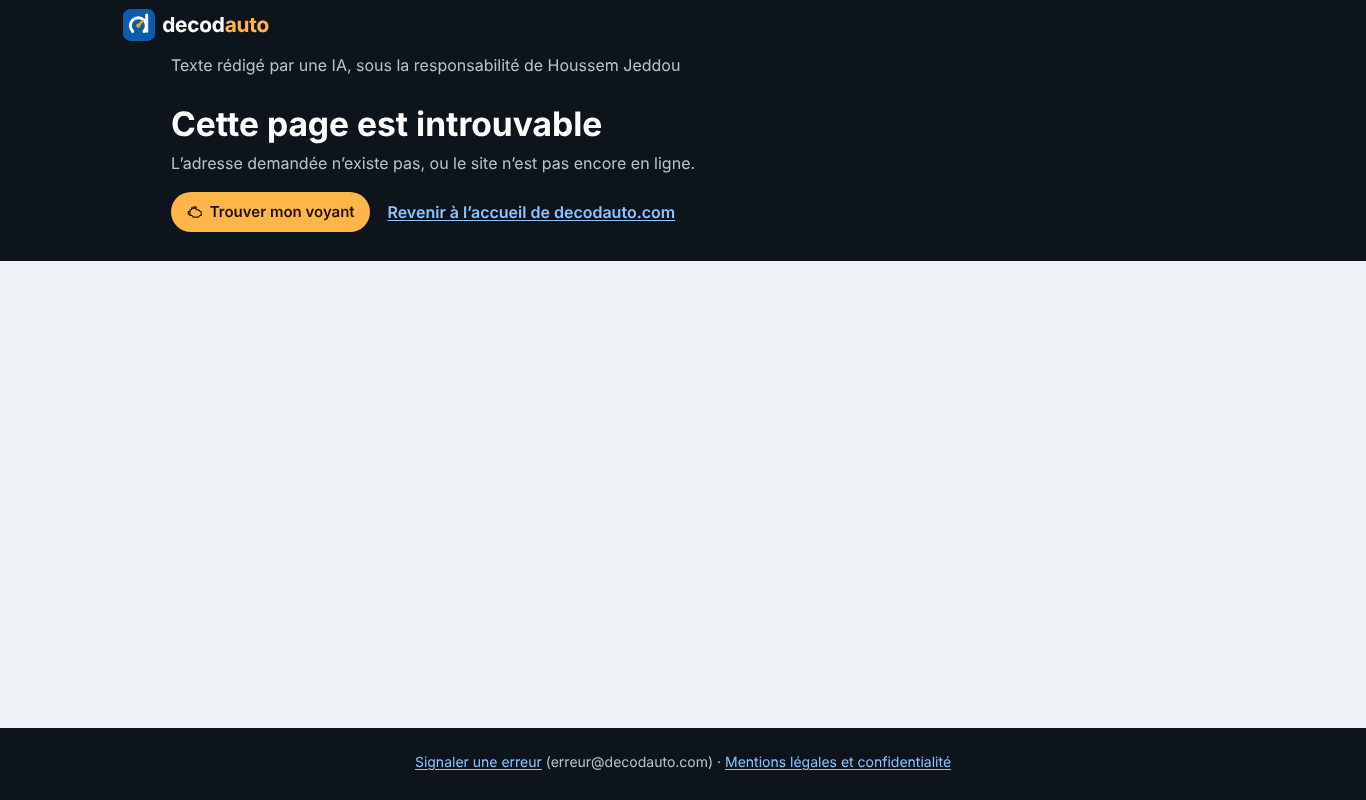 decodauto
Texte rédigé par une IA, sous la responsabilité de Houssem Jeddou
Cette page est introuvable
L’adresse demandée n’existe pas, ou le site n’est pas encore en ligne.
Trouver mon voyant Revenir à l’accueil de decodauto.com
Signaler une erreur (erreur@decodauto.com) · Mentions légales et confidentialité